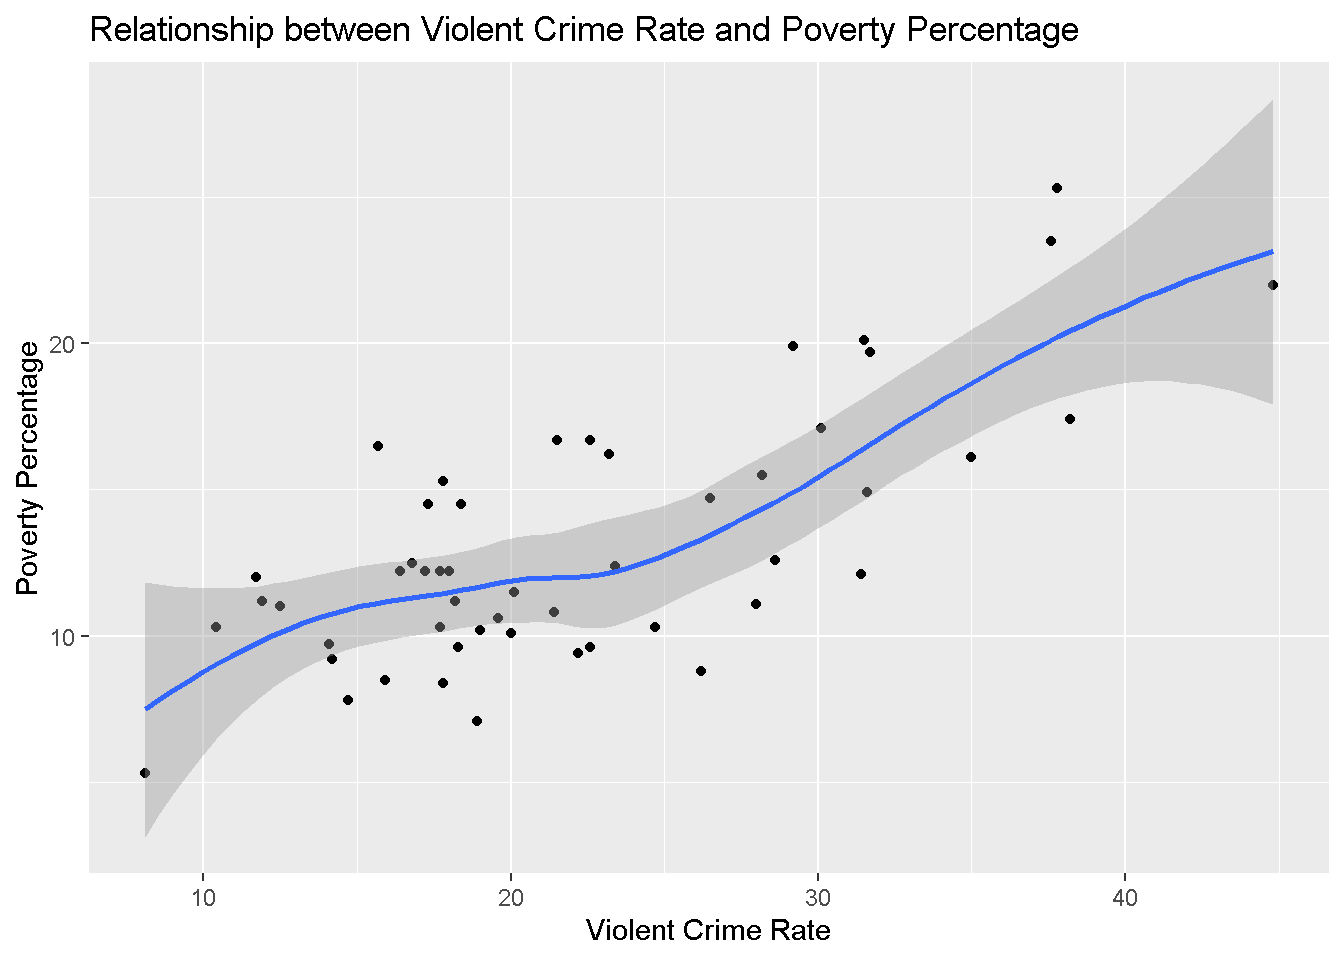 Relationship between Violent Crime Rate and Poverty Percentage
Poverty Percentage
20
10
10 20 30 40
Violent Crime Rate